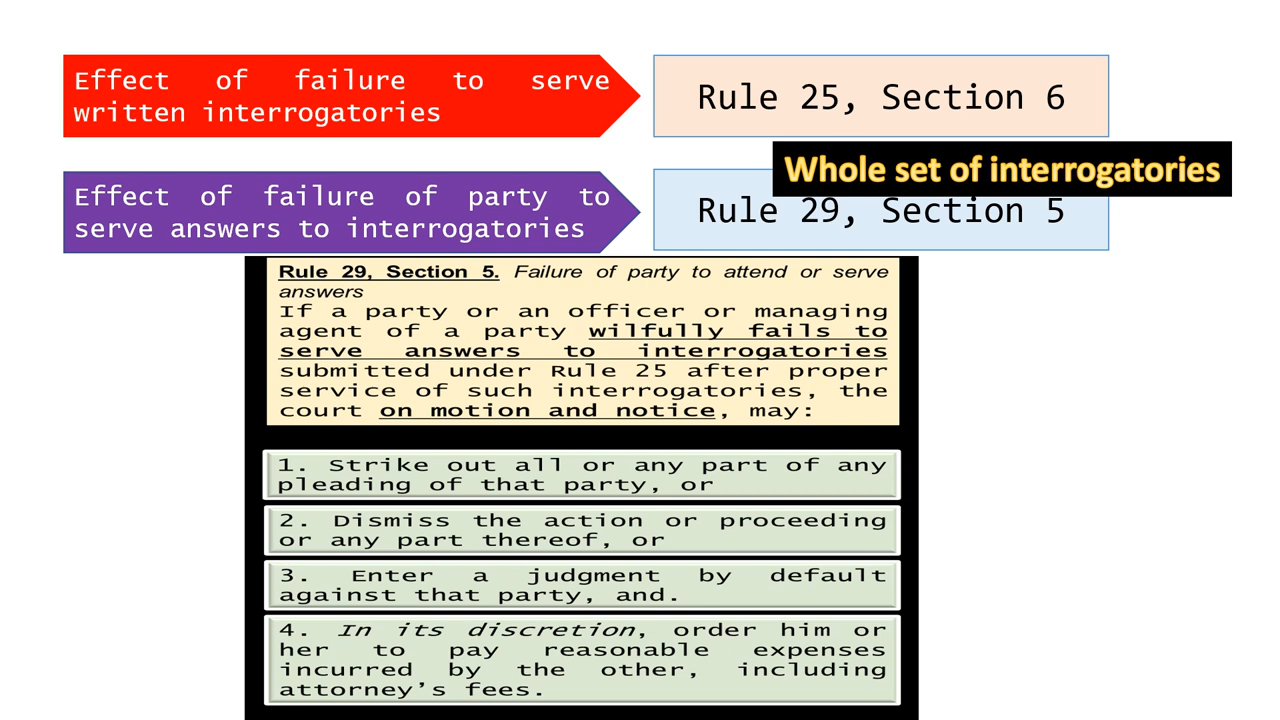 Effect of failure to serve
written interrogatories
Rule 25, Section 6
Whole set of interrogatories
Effect of failure of party to
serve answers to interrogatories
Rule 29, Section 5
Rule 29, Section 5. Failure of party to attend or serve
answers
If a party or an officer or managing
agent of a party wilfully fails to
serve answers to interrogatories
submitted under Rule 25 after proper
service of such interrogatories, the
court on motion and notice, may:
1. Strike out all or any part of any
pleading of that party, or
2. Dismiss the action or proceeding
or any part thereof, or
3. Enter a judgment by default
against that party, and.
4. In its discretion, order him or
her to pay reasonable expenses
incurred by the other, including
attorney’s fees.